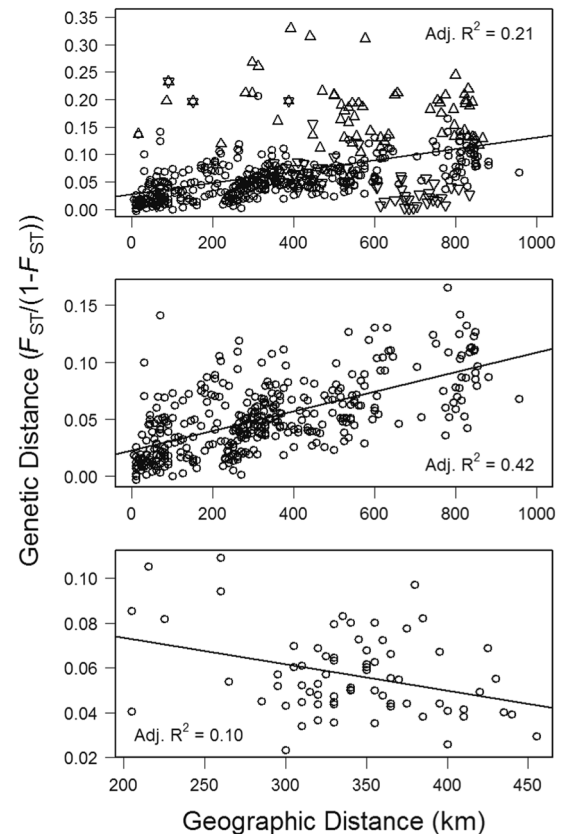 Genetic Distance (FST/(1-FST))
0.35
0.30
0.25
0.20
0.15
0.10
0.05
0.00
Adj. R2 = 0.21
0 200 400 600 800 1000
0.15
0.10
0.05
0.00
Adj. R2 = 0.42
0 200 400 600 800 1000
0.10
0.08
0.06
0.04
0.02
Adj. R2 = 0.10
200 250 300 350 400 450
Geographic Distance (km)